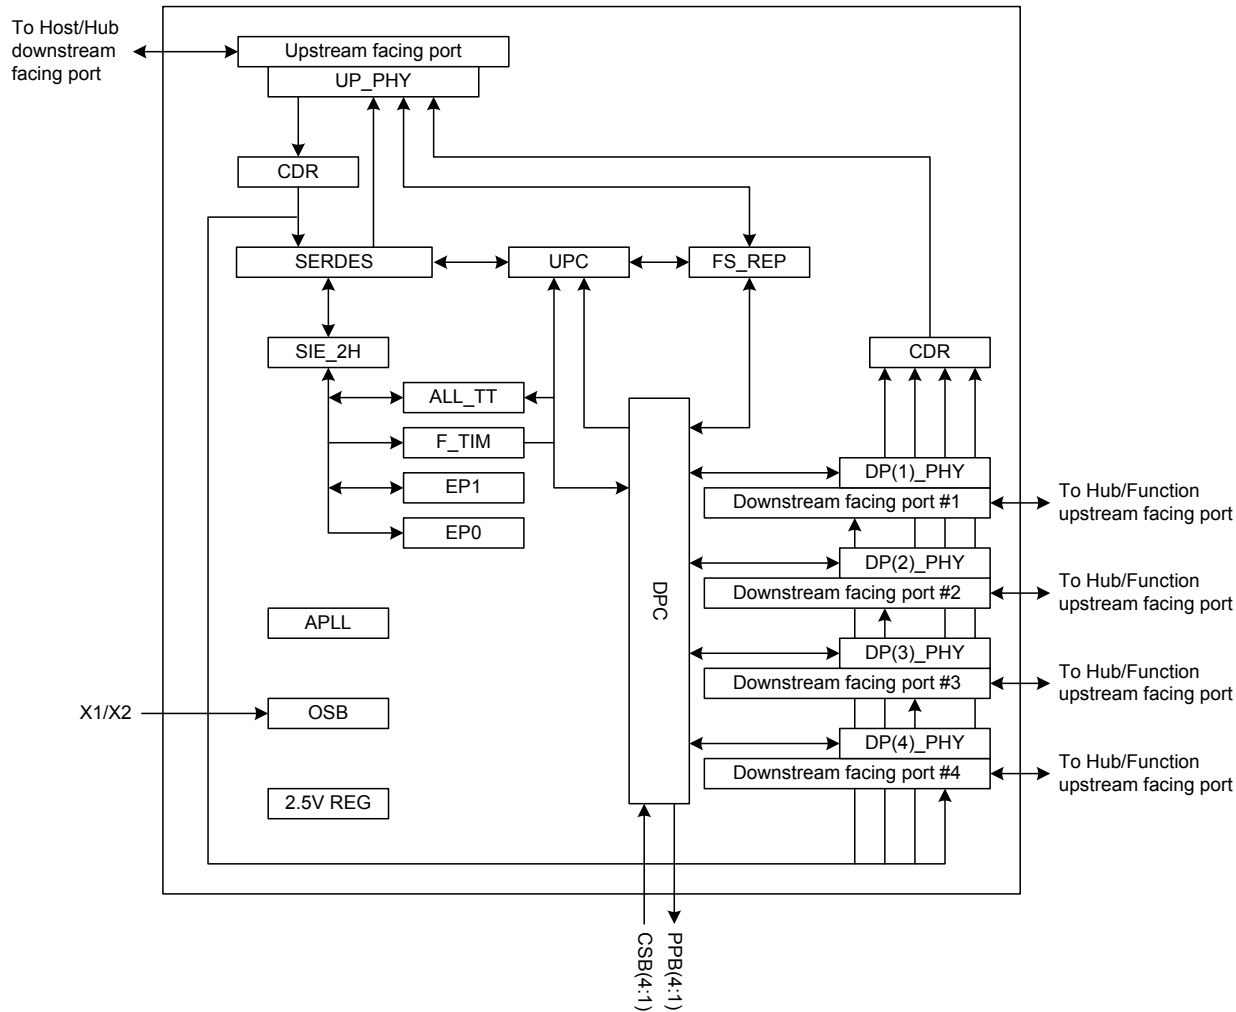 To Host/Hub
downstream
facing port
Upstream facing port
UP_PHY
CDR
SERDES
UPC
FS_REP
SIE_2H
CDR
ALL_TT
F_TIM
EP1
EP0
DP(1)_PHY
Downstream facing port #1
To Hub/Function
upstream facing port
DP(2)_PHY
Downstream facing port #2
To Hub/Function
upstream facing port
DPC
APLL
DP(3)_PHY
Downstream facing port #3
To Hub/Function
upstream facing port
X1/X2
OSB
DP(4)_PHY
Downstream facing port #4
To Hub/Function
upstream facing port
2.5V REG
CSB(4:1)
PPB(4:1)